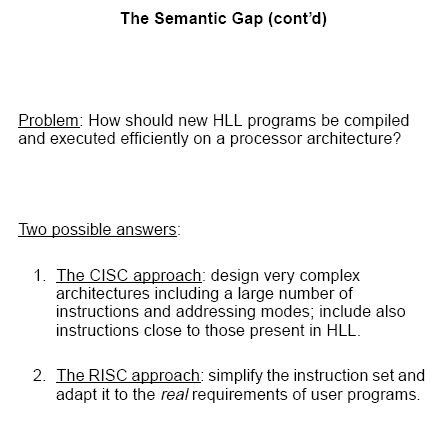 The Semantic Gap (cont'd)
Problem: How should new HLL programs be compiled
and executed efficiently on a processor architecture?
Two possible answers:
1. The CISC approach: design very complex
architectures including a large number of
instructions and addressing modes; include also
instructions close to those present in HLL.
2. The RISC approach: simplify the instruction set and
adapt it to the real requirements of user programs.